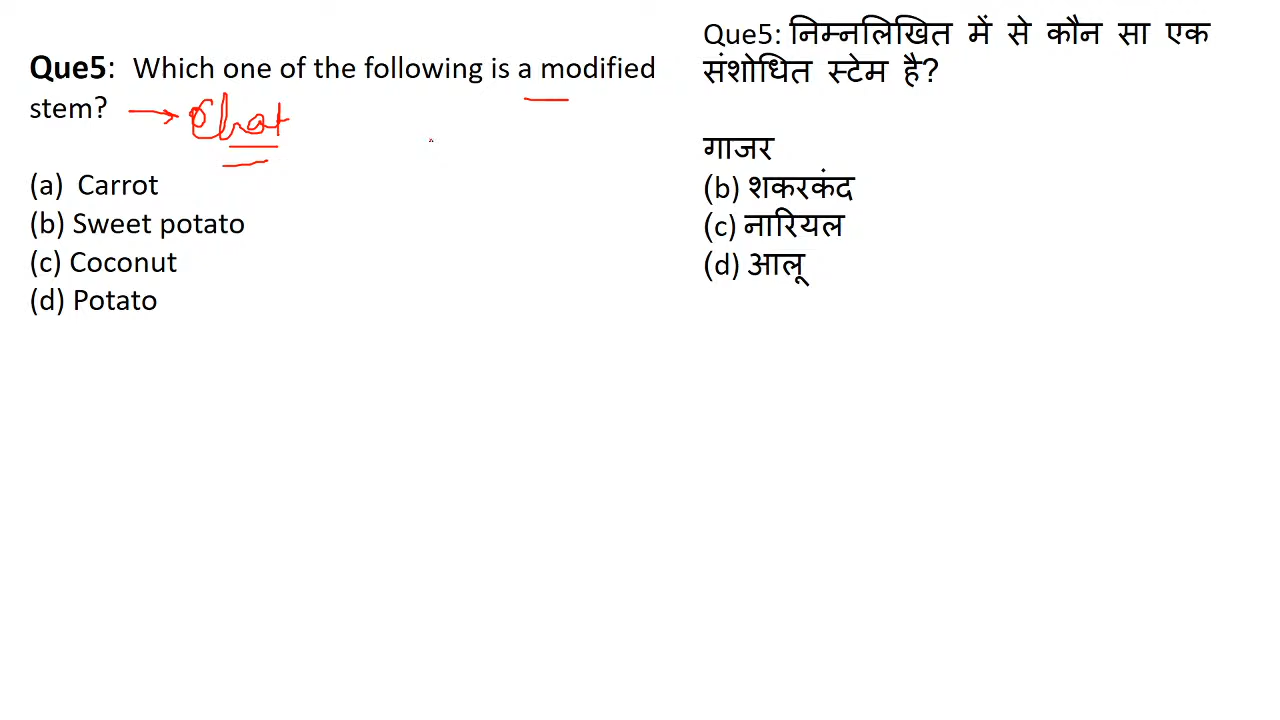 Que5: Which one of the following is a modified
stem?
(a) Carrot
(b) Sweet potato
(c) Coconut
(d) Potato
Que5: निम्नलिखित में से कौन सा एक
संशोधित स्टेम है?
गाजर
(b) शकरकंद
(c) नारियल
(d) आलू